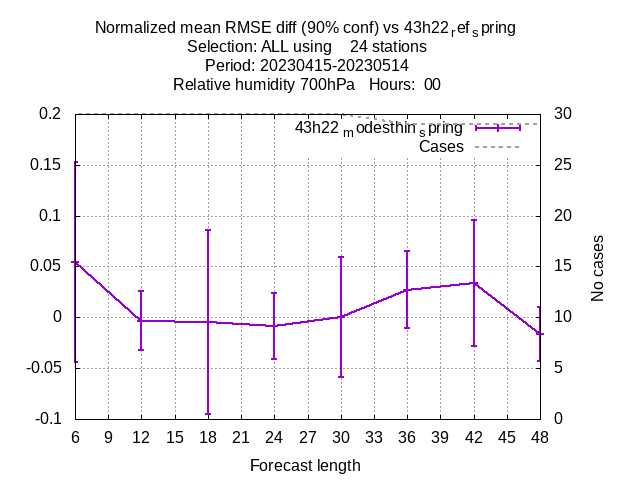 Normalized mean RMSE diff (90% conf) vs 43h22ref spring
Selection: ALL using 24 stations
Period: 20230415-20230514
Relative humidity 700hPa Hours: 00
43h22modesthinspring
Cases
0.2
0.15
0.1
0.05
0
-0.05
-0.1
30
25
20
15
10
5
0
No cases
6 9 12 15 18 21 24 27 30 33 36 39 42 45 48
Forecast length